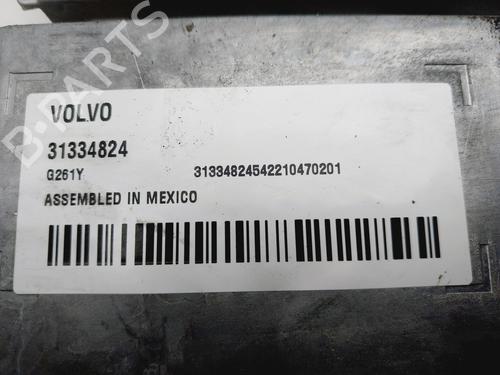 VOLVO
31334824
G261Y 31334824542210470201
ASSEMBLED IN MEXICO
B-PARTS